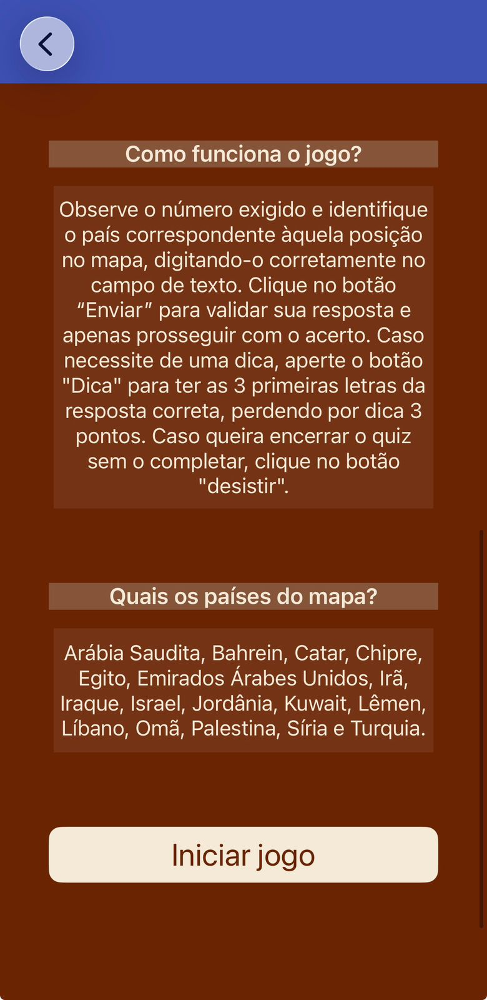 Como funciona o jogo?
Observe o número exigido e identifique
o país correspondente àquela posição
no mapa, digitando-o corretamente no
campo de texto. Clique no botão
“Enviar” para validar sua resposta e
apenas prosseguir com o acerto. Caso
necessite de uma dica, aperte o botão
"Dica" para ter as 3 primeiras letras da
resposta correta, perdendo por dica 3
pontos. Caso queira encerrar o quiz
sem o completar, clique no botão
"desistir".
Quais os países do mapa?
Arábia Saudita, Bahrein, Catar, Chipre,
Egito, Emirados Árabes Unidos, Irã,
Iraque, Israel, Jordânia, Kuwait, Lêmen,
Líbano, Omã, Palestina, Síria e Turquia.
Iniciar jogo